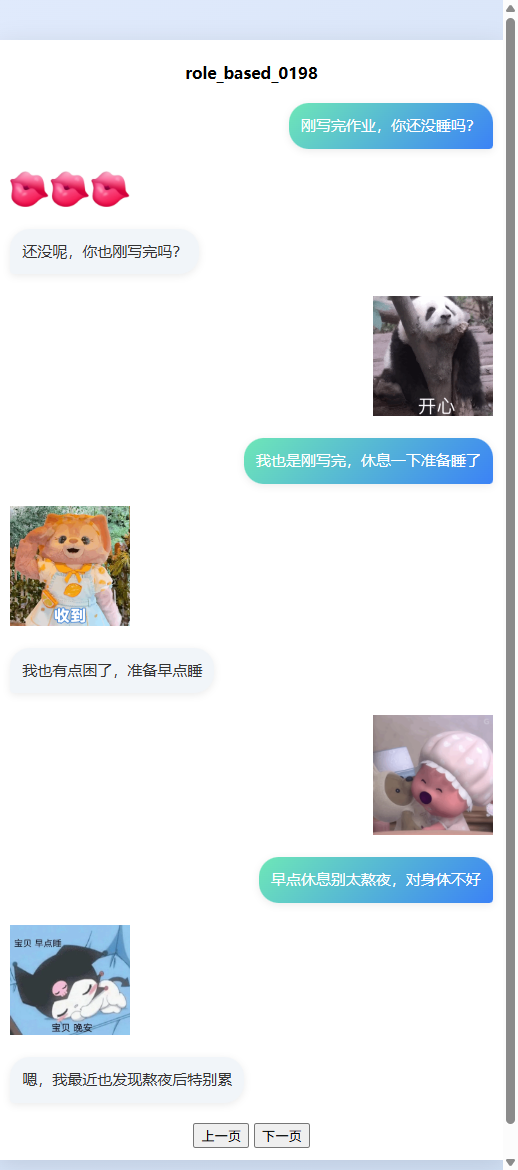 role_based_0198
刚写完作业，你还没睡吗？
还没呢，你也刚写完吗？
开心
我也是刚写完，休息一下准备睡了
收到
我也有点困了，准备早点睡
早点休息别太熬夜，对身体不好
宝贝 早点睡
宝贝 晚安
嗯，我最近也发现熬夜后特别累
上一页 下一页